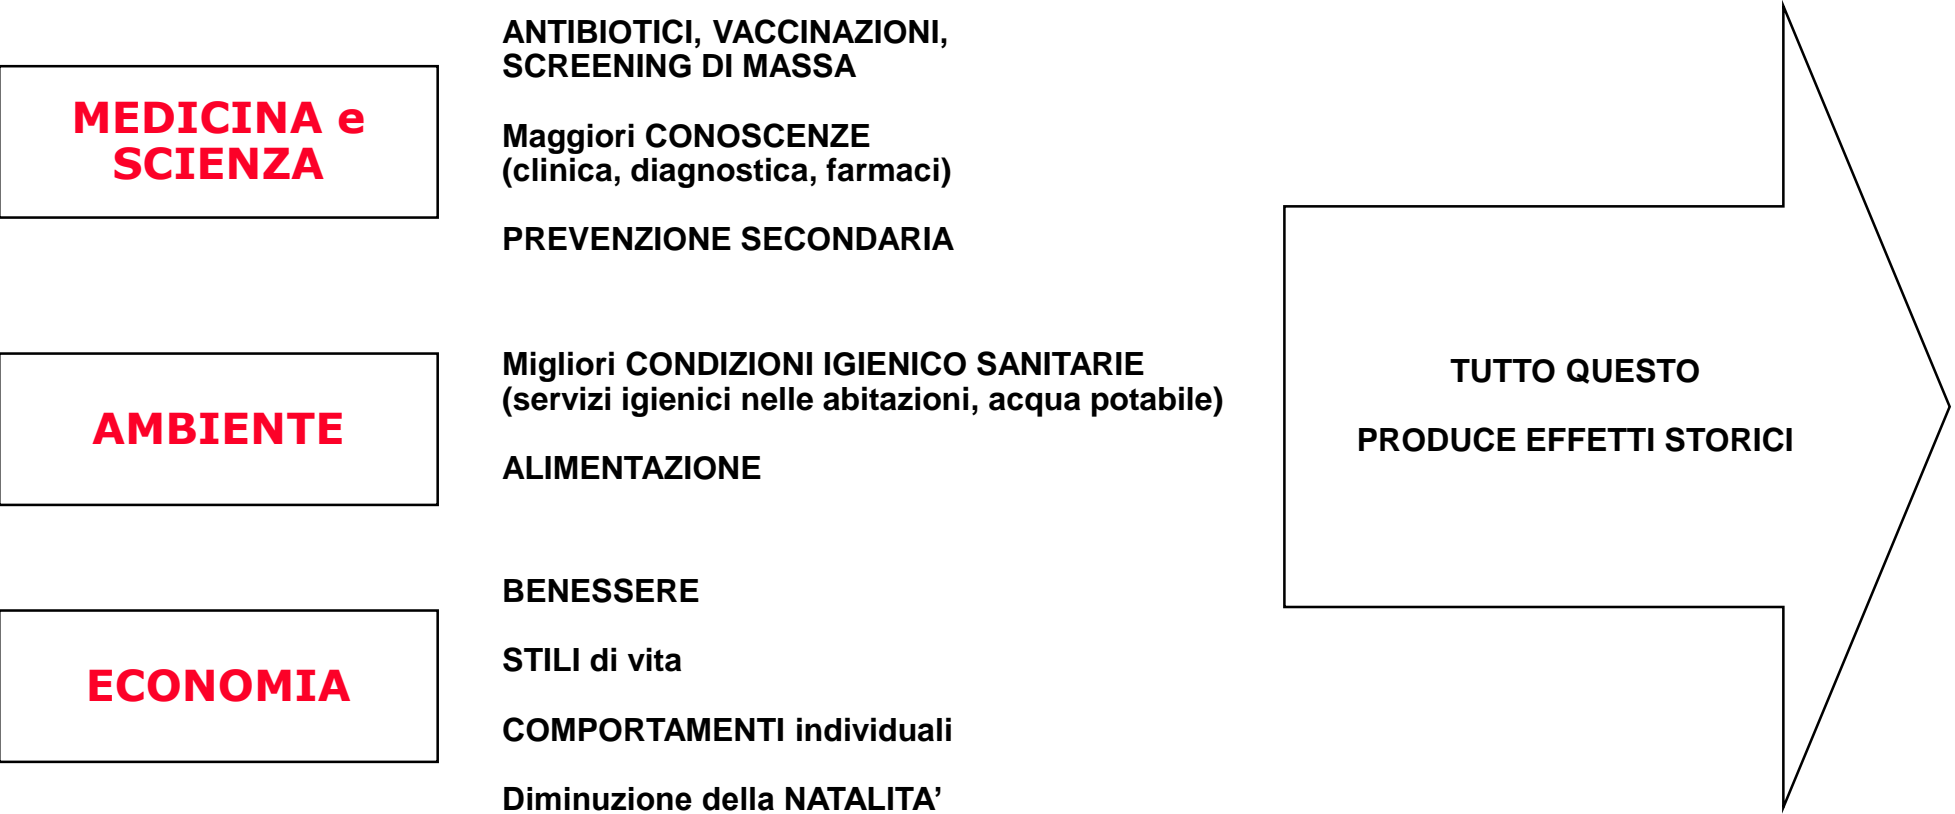 MEDICINA e
SCIENZA
ANTIBIOTICI, VACCINAZIONI,
SCREENING DI MASSA
Maggiori CONOSCENZE
(clinica, diagnostica, farmaci)
PREVENZIONE SECONDARIA
AMBIENTE
Migliori CONDIZIONI IGIENICO SANITARIE
(servizi igienici nelle abitazioni, acqua potabile)
ALIMENTAZIONE
ECONOMIA
BENESSERE
STILI di vita
COMPORTAMENTI individuali
Diminuzione della NATALITA’
TUTTO QUESTO
PRODUCE EFFETTI STORICI